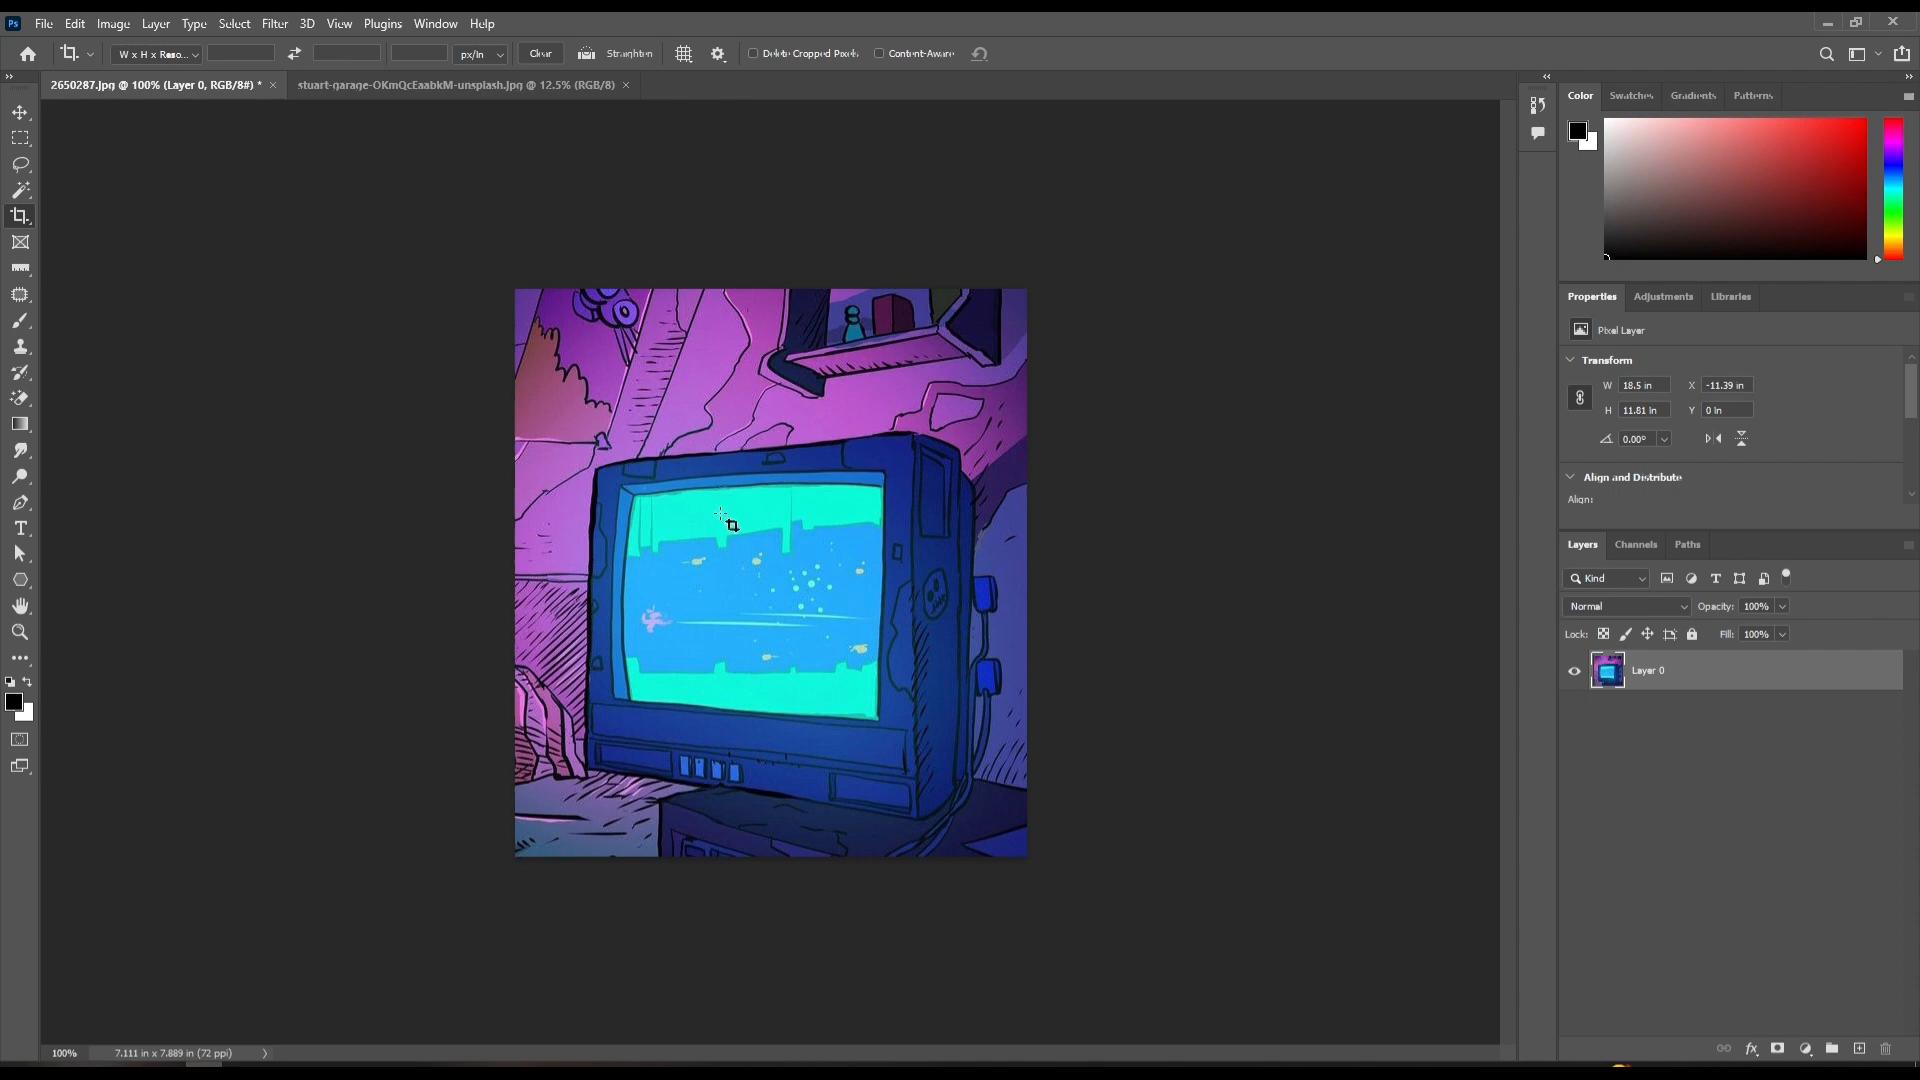 Ps File Edit Image Layer Type Select Filter 3D View Plugins Window Help
W x H x Reso... px/in Clear Straighten Delete Cropped Pixels Content-Aware
2650287.jpg @ 100% (Layer 0, RGB/8#) * × stuart-garage-OKmQcEaabkM-unsplash.jpg @ 12.5% (RGB/8) ×
Color Swatches Gradients Patterns
Properties Adjustments Libraries
Pixel Layer
Transform
W 18.5 in X -11.39 in
H 11.81 in Y 0 in
0.00°
Align and Distribute
Align:
Layers Channels Paths
Kind
Normal Opacity: 100%
Lock: Fill: 100%
Layer 0
100% 7.111 in x 7.889 in (72 ppi)